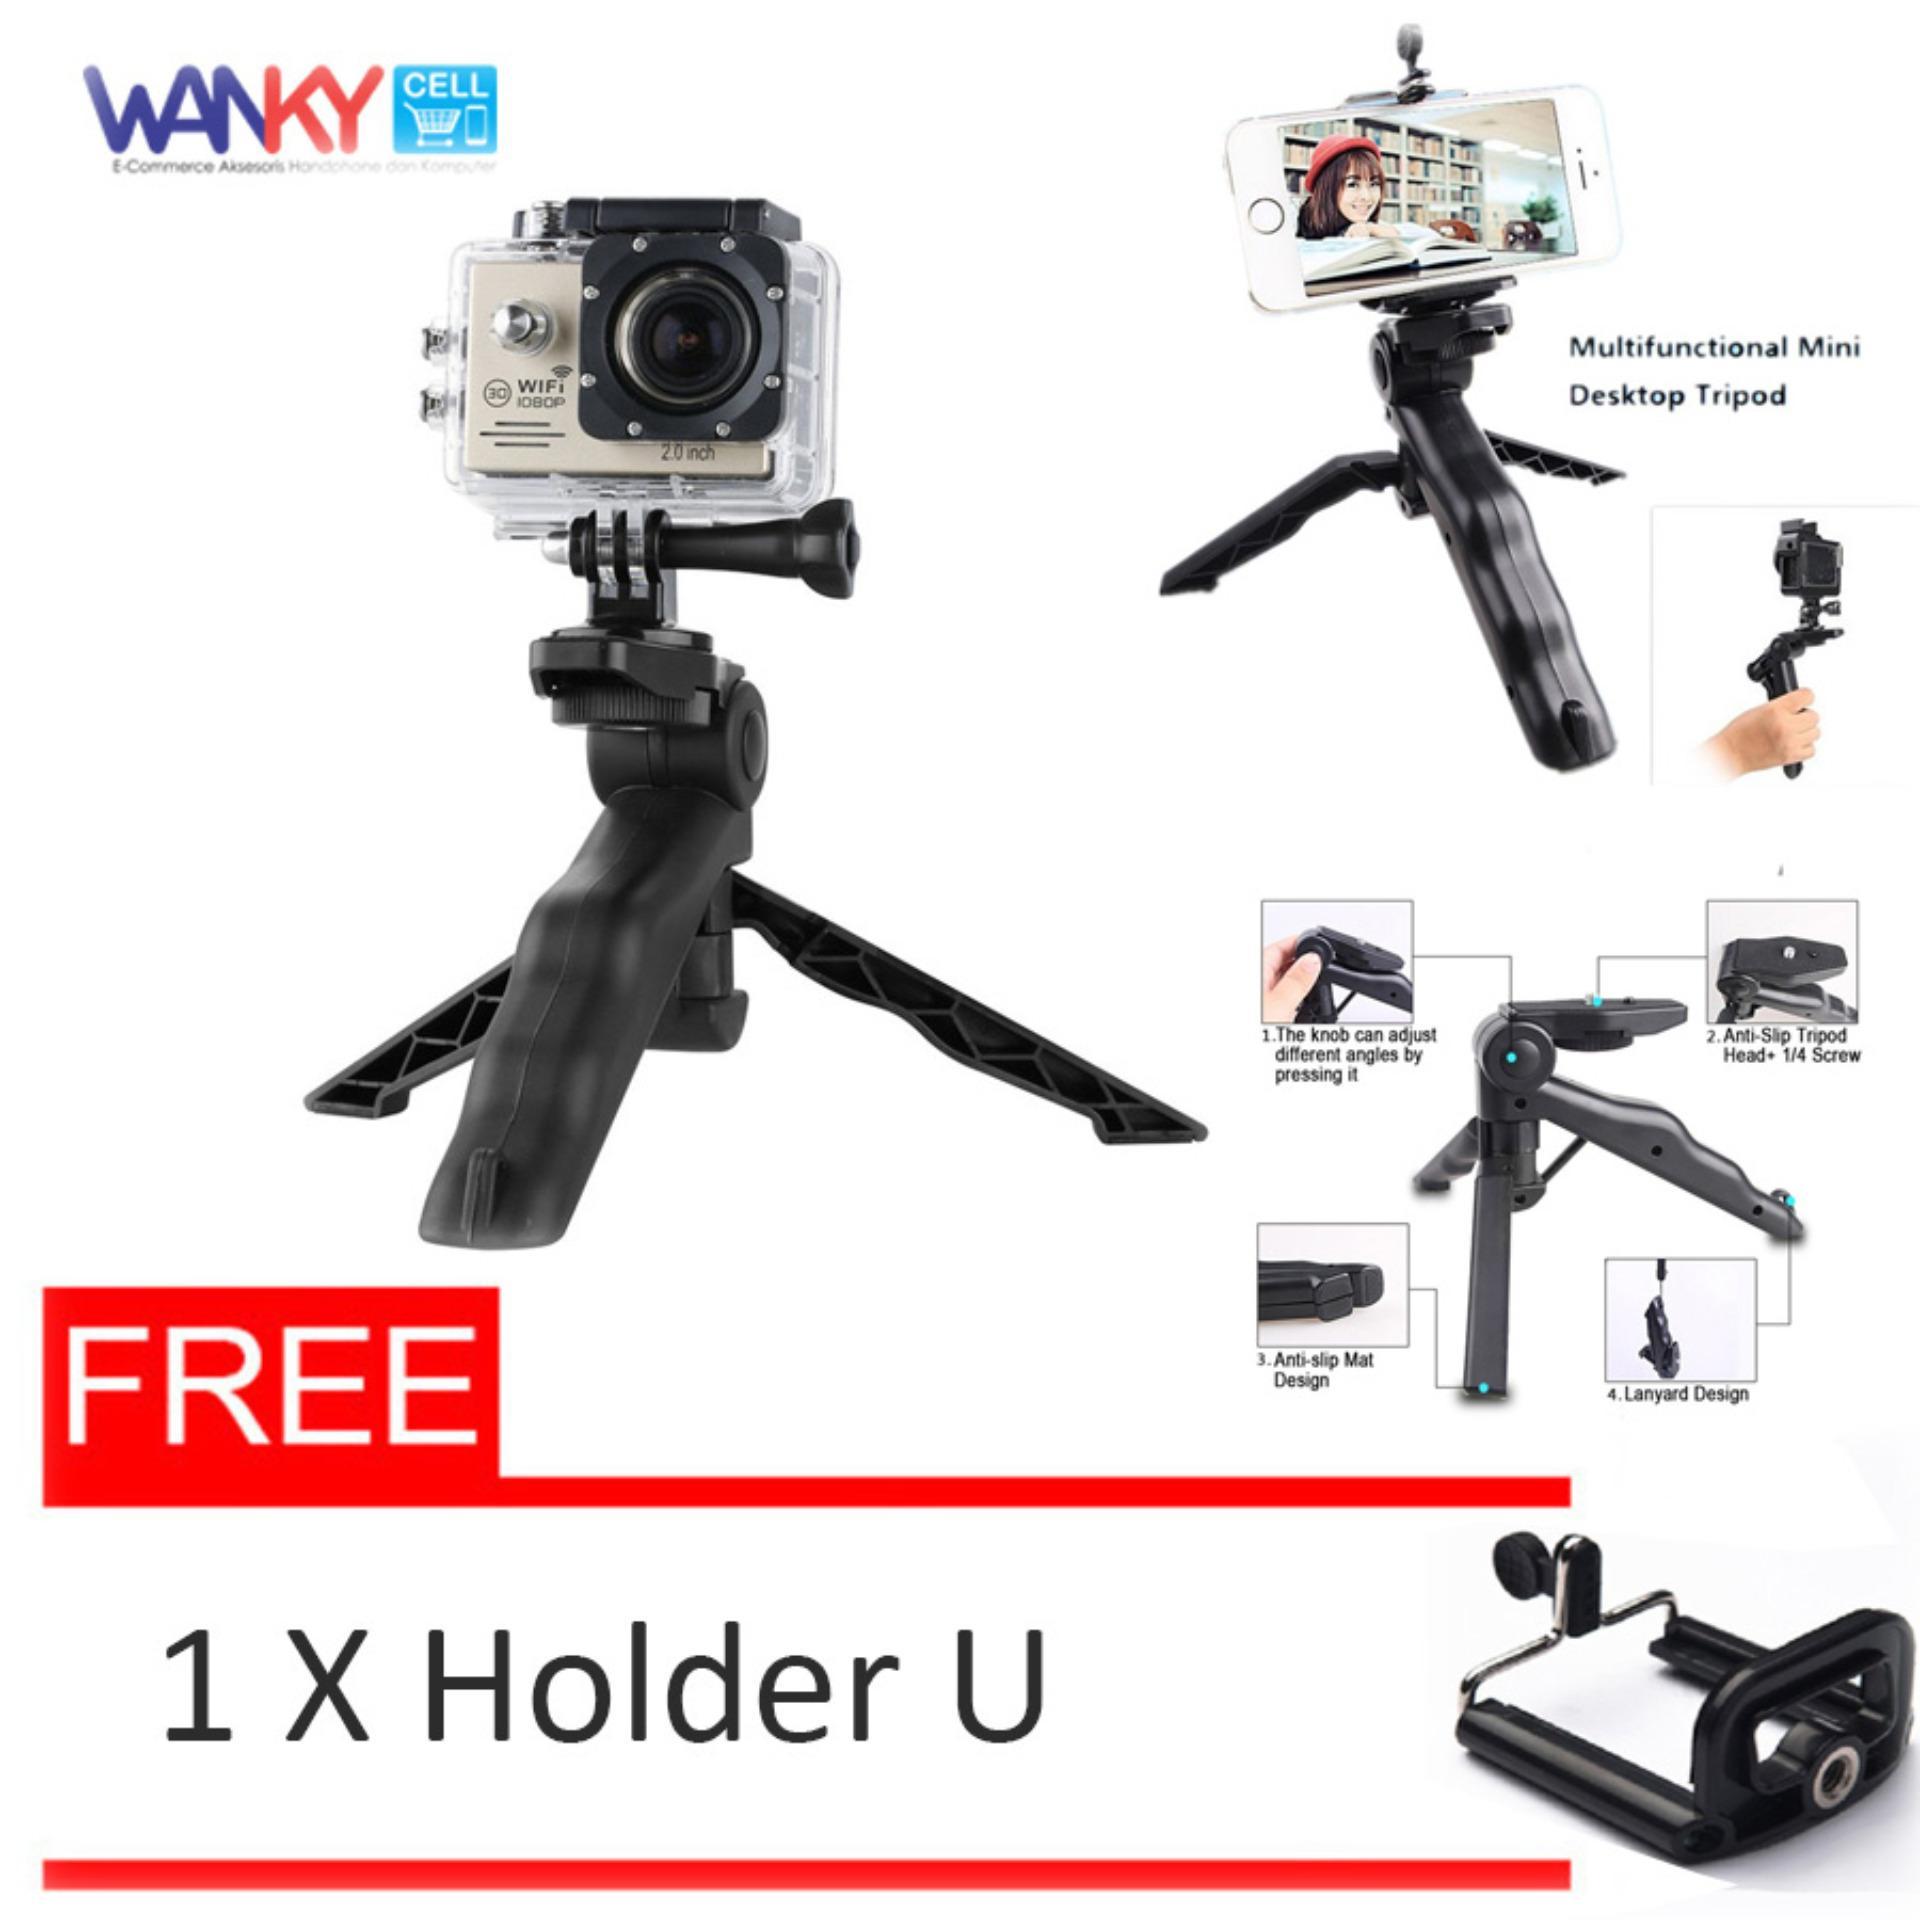 WANKY CELL
E-Commerce Aksesoris Handphone dan Komputer
30 WIFi
1080P
2.0 inch
Multifunctional Mini
Desktop Tripod
1.The knob can adjust
different angles by
pressing it
2.Anti-Slip Tripod
Head+ 1/4 Screw
3.Anti-slip Mat
Design
4.Lanyard Design
FREE
1 X Holder U